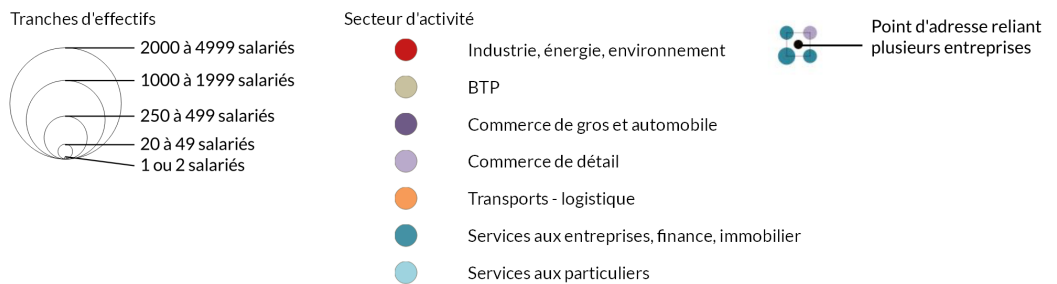 Tranches d'effectifs
2000 à 4999 salariés
1000 à 1999 salariés
250 à 499 salariés
20 à 49 salariés
1 ou 2 salariés
Secteur d'activité
Industrie, énergie, environnement
BTP
Commerce de gros et automobile
Commerce de détail
Transports - logistique
Services aux entreprises, finance, immobilier
Services aux particuliers
Point d'adresse reliant
plusieurs entreprises